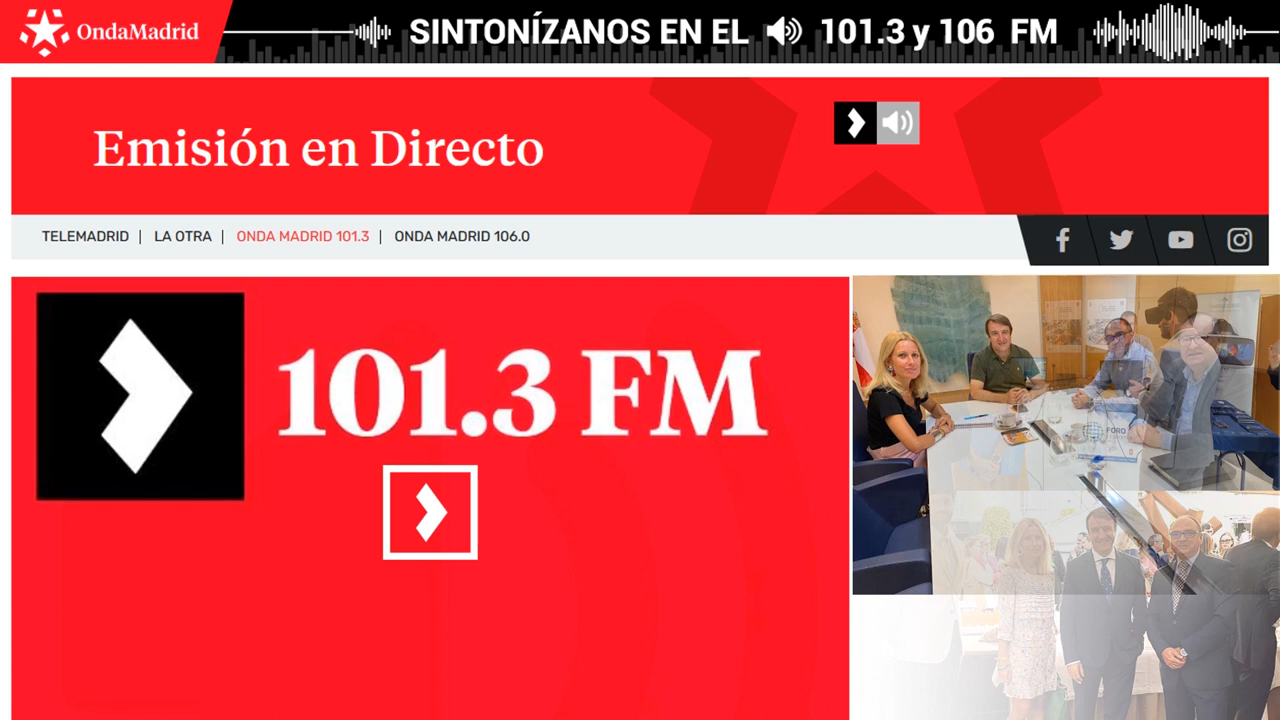 OndaMadrid
SINTONÍZANOS EN EL 101.3 y 106 FM
Emisión en Directo
TELEMADRID | LA OTRA | ONDA MADRID 101.3 | ONDA MADRID 106.0
101.3 FM
FORO